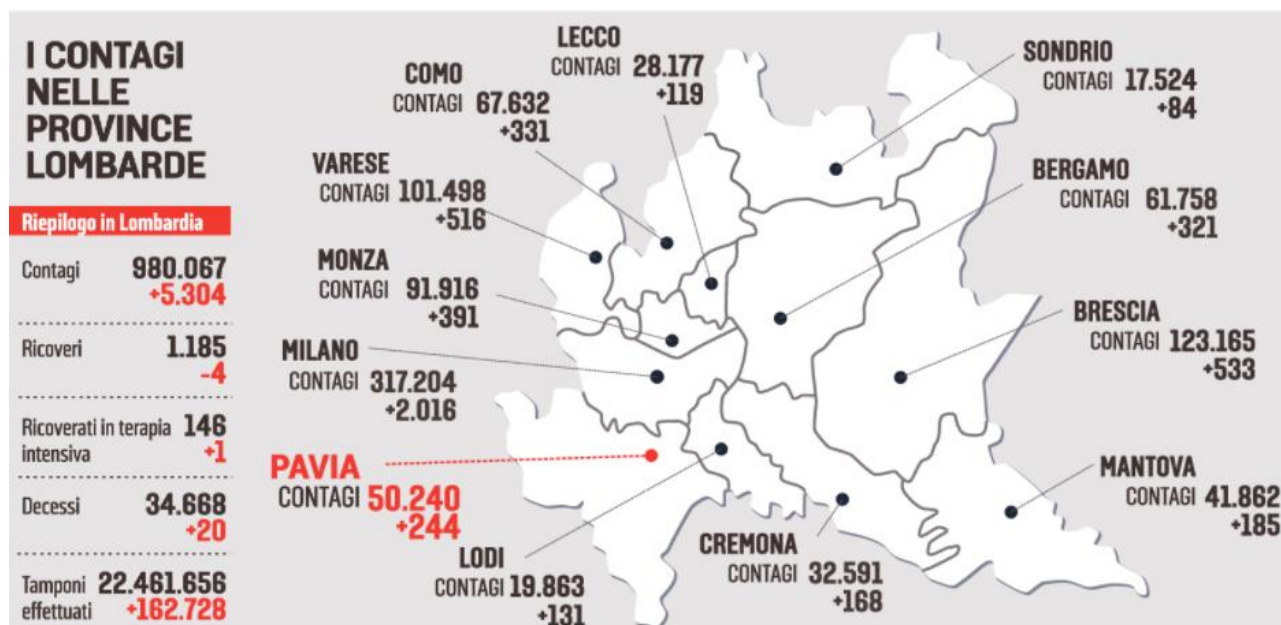 I CONTAGI
NELLE
PROVINCE
LOMBARDE
Riepilogo in Lombardia
Contagi 980.067
+5.304
Ricoveri 1.185
-4
Ricoverati in terapia intensiva 146
+1
Decessi 34.668
+20
Tamponi effettuati 22.461.656
+162.728
LECCO
CONTAGI 28.177
+119
COMO
CONTAGI 67.632
+331
VARESE
CONTAGI 101.498
+516
MONZA
CONTAGI 91.916
+391
MILANO
CONTAGI 317.204
+2.016
PAVIA
CONTAGI 50.240
+244
LODI
CONTAGI 19.863
+131
CREMONA
CONTAGI 32.591
+168
SONDRIO
CONTAGI 17.524
+84
BERGAMO
CONTAGI 61.758
+321
BRESCIA
CONTAGI 123.165
+533
MANTOVA
CONTAGI 41.862
+185